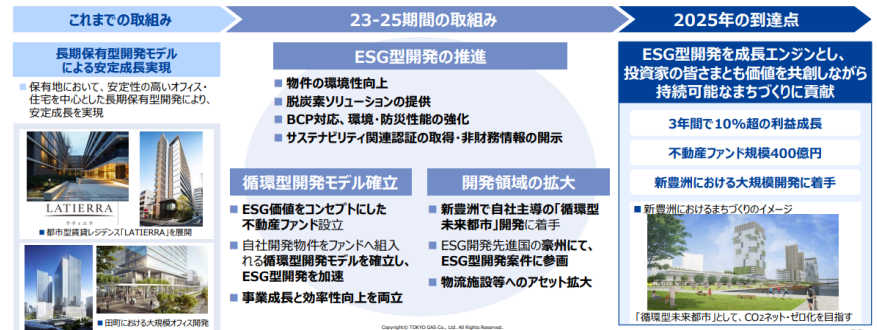 これまでの取組み
23-25期間の取組み
2025年の到達点
長期保有型開発モデル
による安定成長実現
保有地において、安定性の高いオフィス・
住宅を中心とした長期保有型開発により、
安定成長を実現
LATIERRA
ラティエラ
■ 都市型賃貸レジデンス「LATIERRA」を展開
■ 田町における大規模オフィス開発
ESG型開発の推進
■ 物件の環境性向上
■ 脱炭素ソリューションの提供
■ BCP対応、環境・防災性能の強化
■ サステナビリティ関連認証の取得・非財務情報の開示
循環型開発モデル確立
■ ESG価値をコンセプトにした
不動産ファンド設立
■ 自社開発物件をファンドへ組入
れる循環型開発モデルを確立し、
ESG型開発を加速
■ 事業成長と効率性向上を両立
開発領域の拡大
■ 新豊洲で自社主導の「循環型
未来都市」開発に着手
■ ESG開発先進国の豪州にて、
ESG型開発案件に参画
■ 物流施設等へのアセット拡大
ESG型開発を成長エンジンとし、
投資家の皆さまとも価値を共創しながら
持続可能なまちづくりに貢献
3年間で10%超の利益成長
不動産ファンド規模400億円
新豊洲における大規模開発に着手
■ 新豊洲におけるまちづくりのイメージ
「循環型未来都市」として、CO2ネット・ゼロ化を目指す
Copyright© TOKYO GAS Co., Ltd. All Rights Reserved.